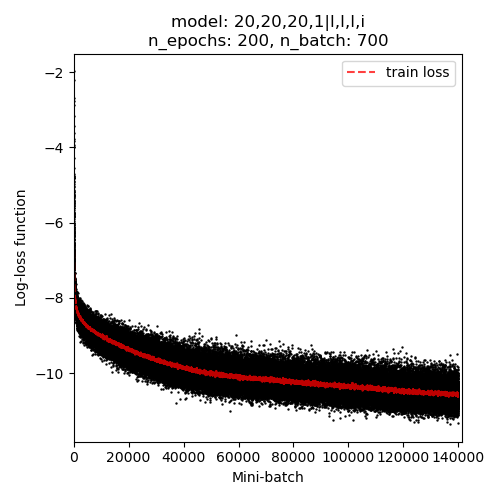 model: 20,20,20,1|l,l,l,i
n_epochs: 200, n_batch: 700
train loss
−2
−4
−6
−8
−10
Log-loss function
0 20000 40000 60000 80000 100000 120000 140000
Mini-batch